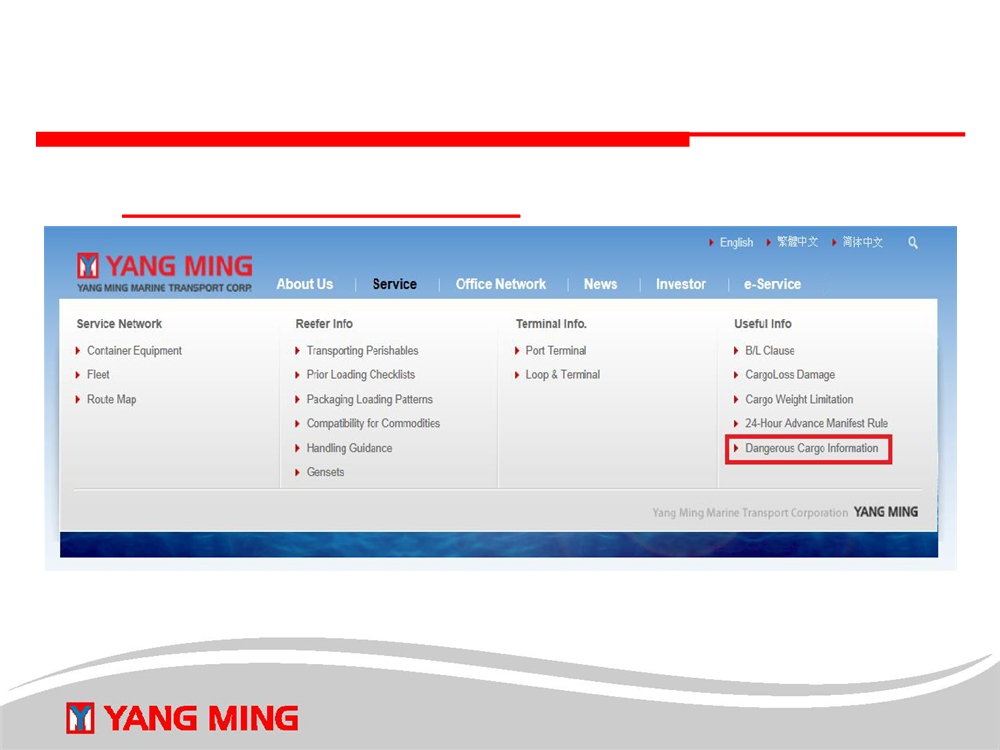 English 繁體中文 简体中文
YANG MING
YANG MING MARINE TRANSPORT CORP.
About Us Service Office Network News Investor e-Service
Service Network
Container Equipment
Fleet
Route Map
Reefer Info
Transporting Perishables
Prior Loading Checklists
Packaging Loading Patterns
Compatibility for Commodities
Handling Guidance
Gensets
Terminal Info.
Port Terminal
Loop & Terminal
Useful Info
B/L Clause
CargoLoss Damage
Cargo Weight Limitation
24-Hour Advance Manifest Rule
Dangerous Cargo Information
Yang Ming Marine Transport Corporation YANG MING
YANG MING